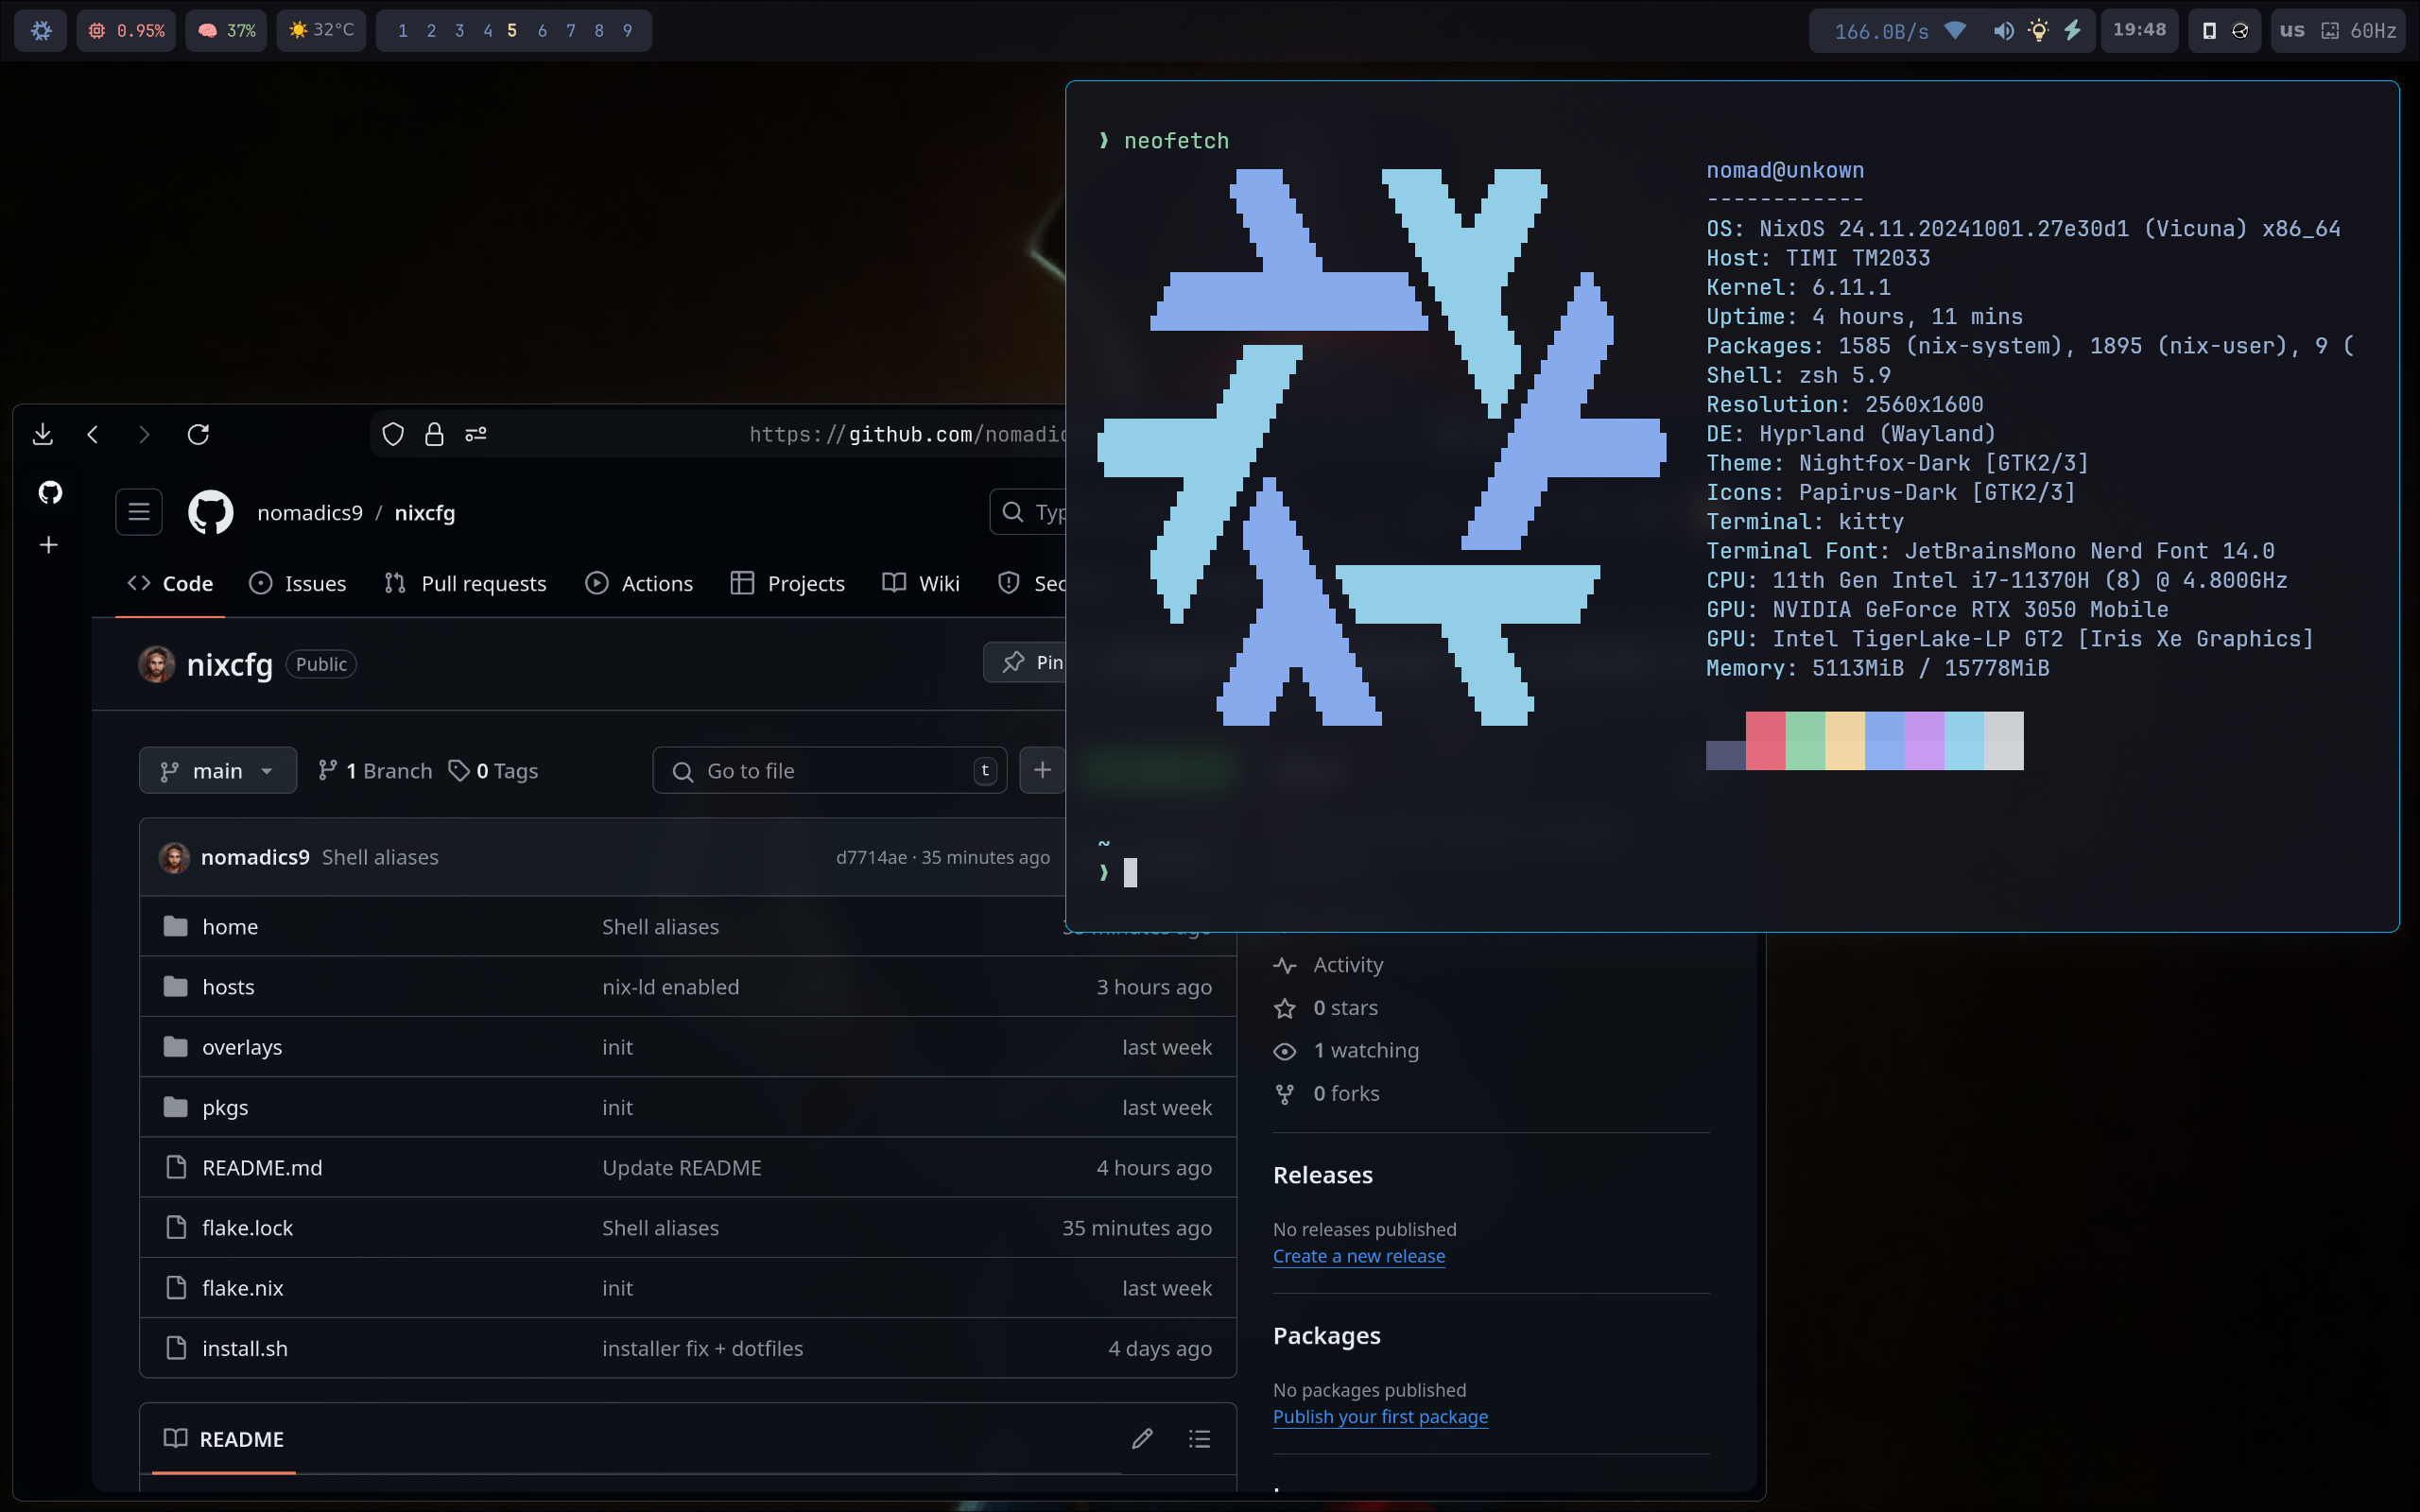 0.95% 37% 32°C 1 2 3 4 5 6 7 8 9 166.0B/s 19:48 us 60Hz
❯ neofetch
nomad@unkown
------------
OS: NixOS 24.11.20241001.27e30d1 (Vicuna) x86_64
Host: TIMI TM2033
Kernel: 6.11.1
Uptime: 4 hours, 11 mins
Packages: 1585 (nix-system), 1895 (nix-user), 9 (
Shell: zsh 5.9
Resolution: 2560x1600
DE: Hyprland (Wayland)
Theme: Nightfox-Dark [GTK2/3]
Icons: Papirus-Dark [GTK2/3]
Terminal: kitty
Terminal Font: JetBrainsMono Nerd Font 14.0
CPU: 11th Gen Intel i7-11370H (8) @ 4.800GHz
GPU: NVIDIA GeForce RTX 3050 Mobile
GPU: Intel TigerLake-LP GT2 [Iris Xe Graphics]
Memory: 5113MiB / 15778MiB
~
❯
https://github.com/nomadic
nomadics9 / nixcfg
Code Issues Pull requests Actions Projects Wiki
nixcfg Public Pin
main 1 Branch 0 Tags Go to file t
nomadics9 Shell aliases d7714ae · 35 minutes ago
home Shell aliases
hosts nix-ld enabled 3 hours ago
overlays init last week
pkgs init last week
README.md Update README 4 hours ago
flake.lock Shell aliases 35 minutes ago
flake.nix init last week
install.sh installer fix + dotfiles 4 days ago
README
Activity
0 stars
1 watching
0 forks
Releases
No releases published
Create a new release
Packages
No packages published
Publish your first package